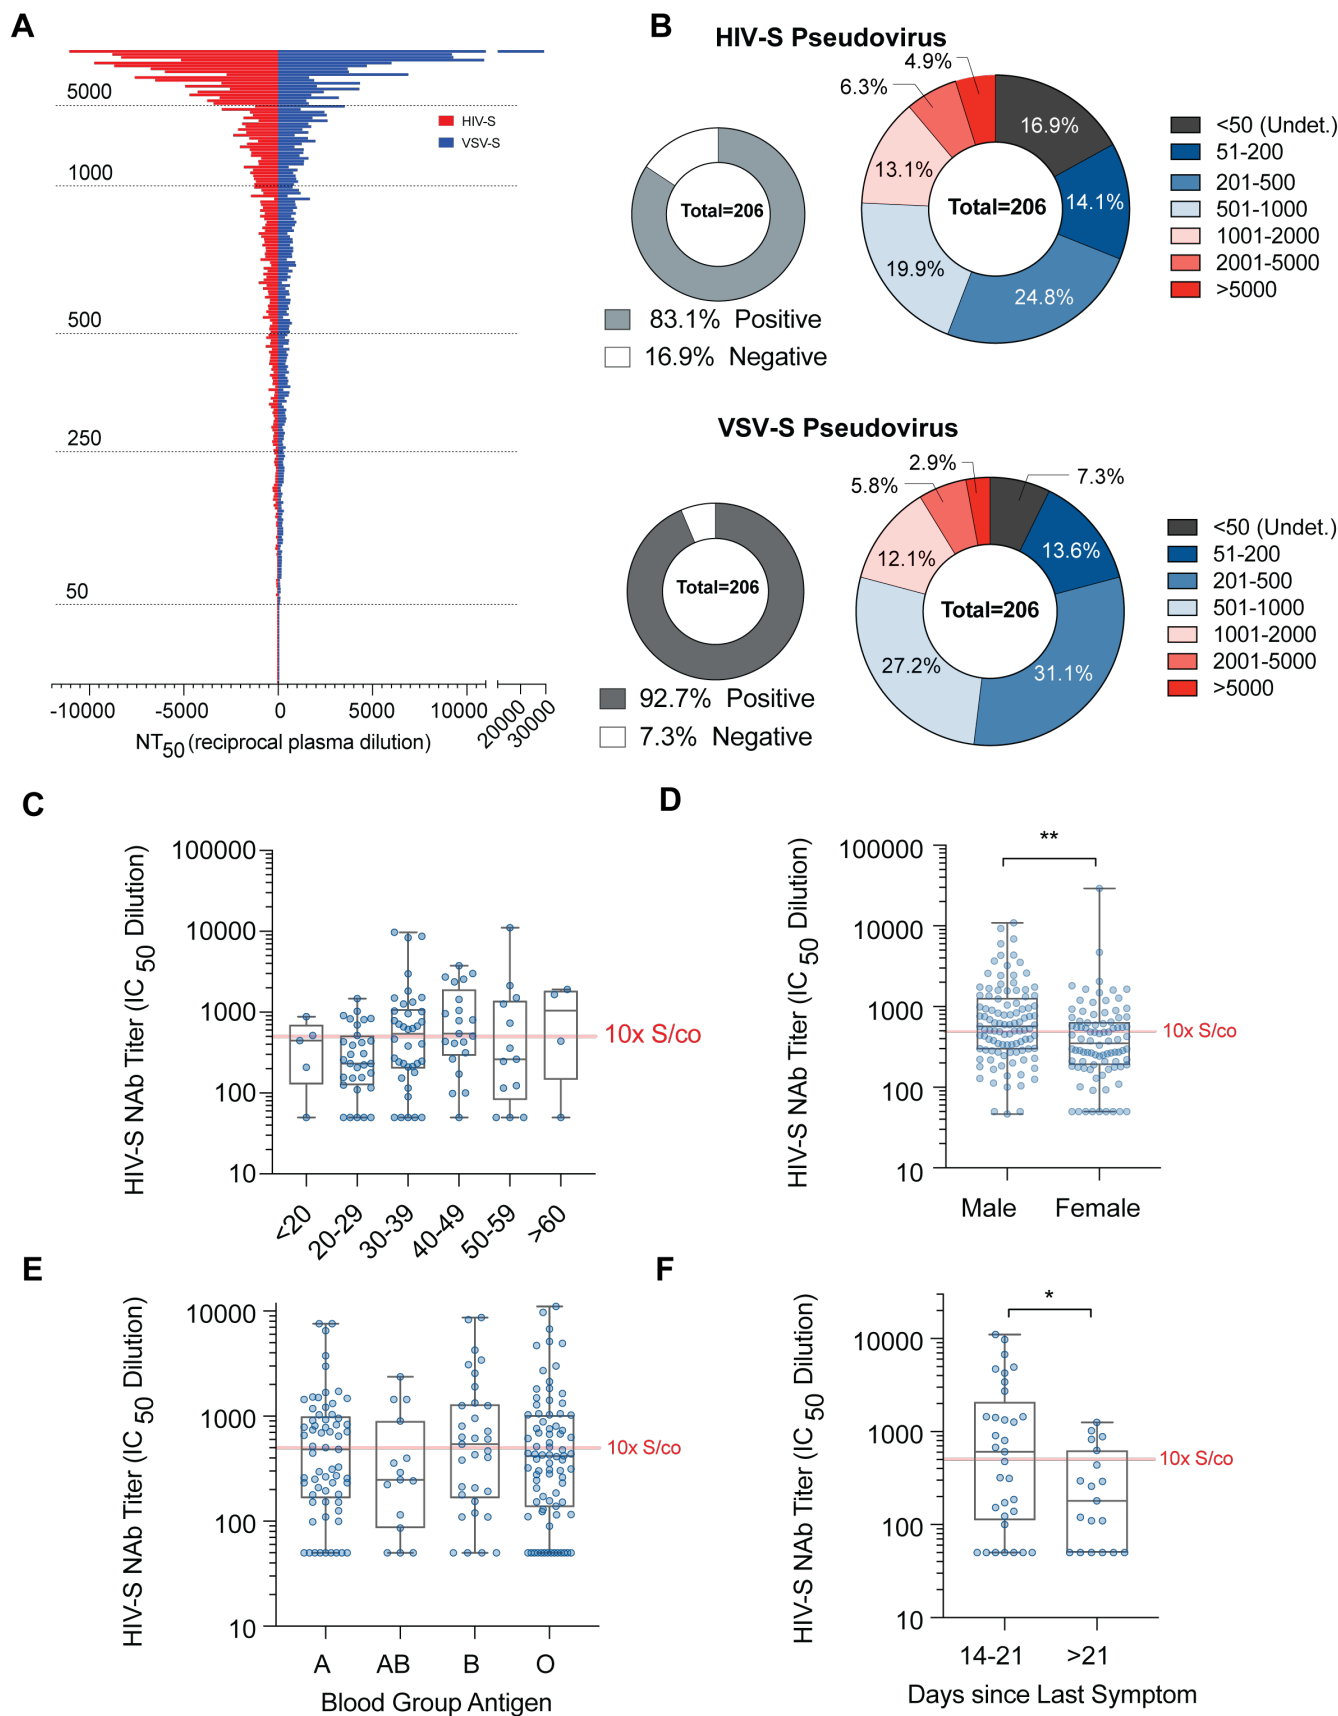 A
5000
1000
500
250
50
HIV-S
VSV-S
-10000
-5000
0
5000
10000
20000
30000
NT50 (reciprocal plasma dilution)
B
HIV-S Pseudovirus
Total=206
83.1% Positive
16.9% Negative
4.9%
6.3%
16.9%
13.1%
14.1%
Total=206
19.9%
24.8%
<50 (Undet.)
51-200
201-500
501-1000
1001-2000
2001-5000
>5000
VSV-S Pseudovirus
Total=206
92.7% Positive
7.3% Negative
2.9%
7.3%
5.8%
13.6%
12.1%
Total=206
27.2%
31.1%
<50 (Undet.)
51-200
201-500
501-1000
1001-2000
2001-5000
>5000
C
HIV-S NAb Titer (IC 50 Dilution)
100000
10000
1000
100
10
10x S/co
<20
20-29
30-39
40-49
50-59
>60
D
HIV-S NAb Titer (IC 50 Dilution)
100000
10000
1000
100
10
**
10x S/co
Male
Female
E
HIV-S NAb Titer (IC 50 Dilution)
10000
1000
100
10
10x S/co
A
AB
B
O
Blood Group Antigen
F
HIV-S NAb Titer (IC 50 Dilution)
10000
1000
100
10
*
10x S/co
14-21
>21
Days since Last Symptom